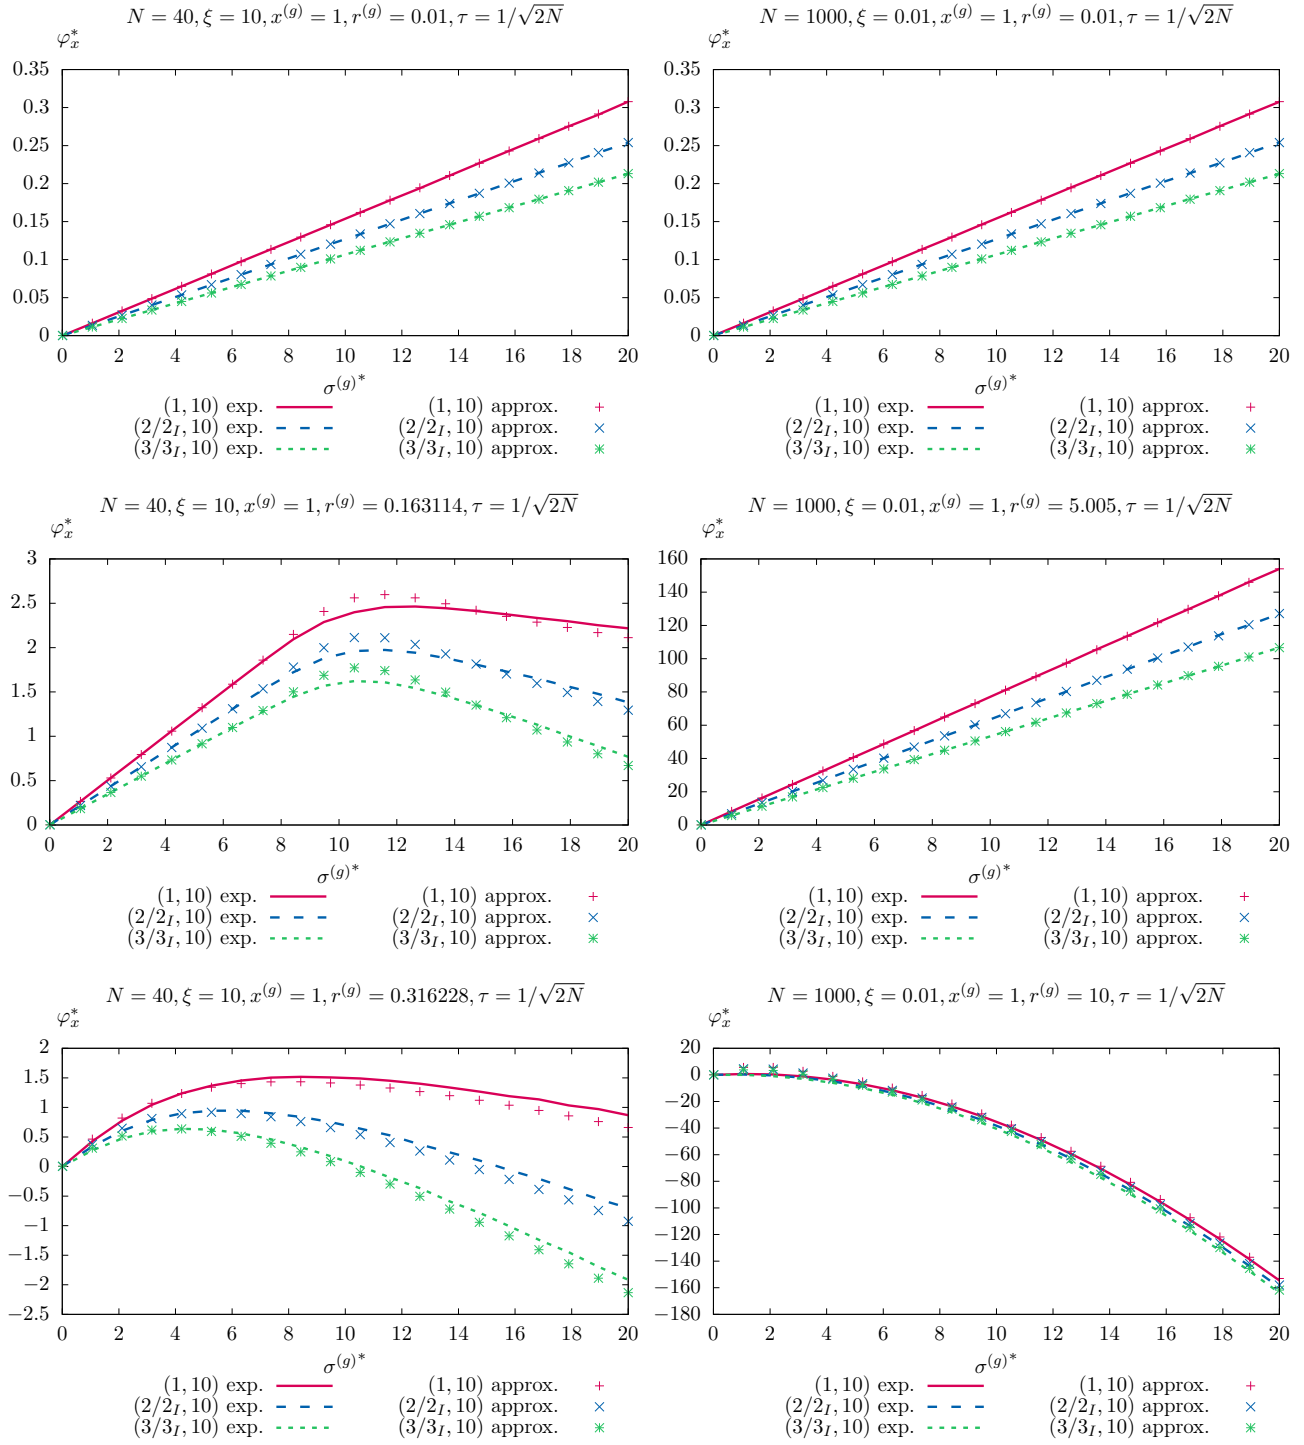 N = 40, ξ = 10, x^(g) = 1, r^(g) = 0.01, τ = 1/√2N
φ*_x
0.35
0.3
0.25
0.2
0.15
0.1
0.05
0
0 2 4 6 8 10 12 14 16 18 20
σ^(g)*
(1, 10) exp. (1, 10) approx.
(2/2_I, 10) exp. (2/2_I, 10) approx.
(3/3_I, 10) exp. (3/3_I, 10) approx.
N = 1000, ξ = 0.01, x^(g) = 1, r^(g) = 0.01, τ = 1/√2N
φ*_x
0.35
0.3
0.25
0.2
0.15
0.1
0.05
0
0 2 4 6 8 10 12 14 16 18 20
σ^(g)*
(1, 10) exp. (1, 10) approx.
(2/2_I, 10) exp. (2/2_I, 10) approx.
(3/3_I, 10) exp. (3/3_I, 10) approx.
N = 40, ξ = 10, x^(g) = 1, r^(g) = 0.163114, τ = 1/√2N
φ*_x
3
2.5
2
1.5
1
0.5
0
0 2 4 6 8 10 12 14 16 18 20
σ^(g)*
(1, 10) exp. (1, 10) approx.
(2/2_I, 10) exp. (2/2_I, 10) approx.
(3/3_I, 10) exp. (3/3_I, 10) approx.
N = 1000, ξ = 0.01, x^(g) = 1, r^(g) = 5.005, τ = 1/√2N
φ*_x
160
140
120
100
80
60
40
20
0
0 2 4 6 8 10 12 14 16 18 20
σ^(g)*
(1, 10) exp. (1, 10) approx.
(2/2_I, 10) exp. (2/2_I, 10) approx.
(3/3_I, 10) exp. (3/3_I, 10) approx.
N = 40, ξ = 10, x^(g) = 1, r^(g) = 0.316228, τ = 1/√2N
φ*_x
2
1.5
1
0.5
0
−0.5
−1
−1.5
−2
−2.5
0 2 4 6 8 10 12 14 16 18 20
σ^(g)*
(1, 10) exp. (1, 10) approx.
(2/2_I, 10) exp. (2/2_I, 10) approx.
(3/3_I, 10) exp. (3/3_I, 10) approx.
N = 1000, ξ = 0.01, x^(g) = 1, r^(g) = 10, τ = 1/√2N
φ*_x
20
0
−20
−40
−60
−80
−100
−120
−140
−160
−180
0 2 4 6 8 10 12 14 16 18 20
σ^(g)*
(1, 10) exp. (1, 10) approx.
(2/2_I, 10) exp. (2/2_I, 10) approx.
(3/3_I, 10) exp. (3/3_I, 10) approx.